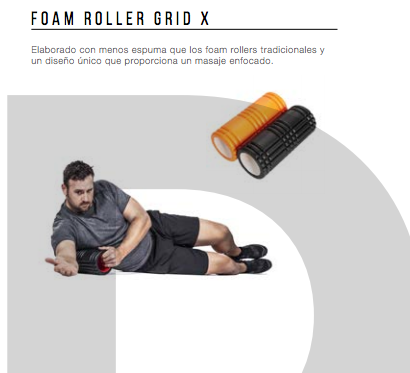 FOAM ROLLER GRID X
Elaborado con menos espuma que los foam rollers tradicionales y
un diseño único que proporciona un masaje enfocado.